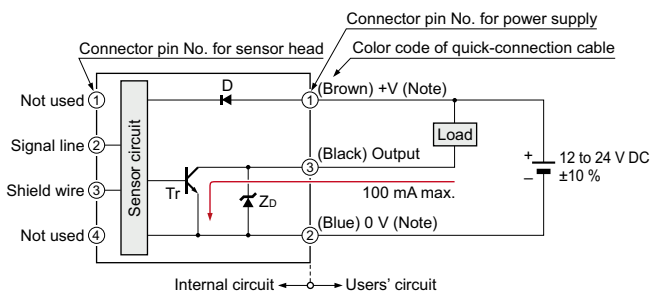 Connector pin No. for power supply
Connector pin No. for sensor head
Color code of quick-connection cable
D
Not used 1
1 (Brown) +V (Note)
Signal line 2
Sensor circuit
Load
3 (Black) Output
+
–
12 to 24 V DC
±10 %
Shield wire 3
Tr
ZD
100 mA max.
Not used 4
2 (Blue) 0 V (Note)
Internal circuit
Users' circuit